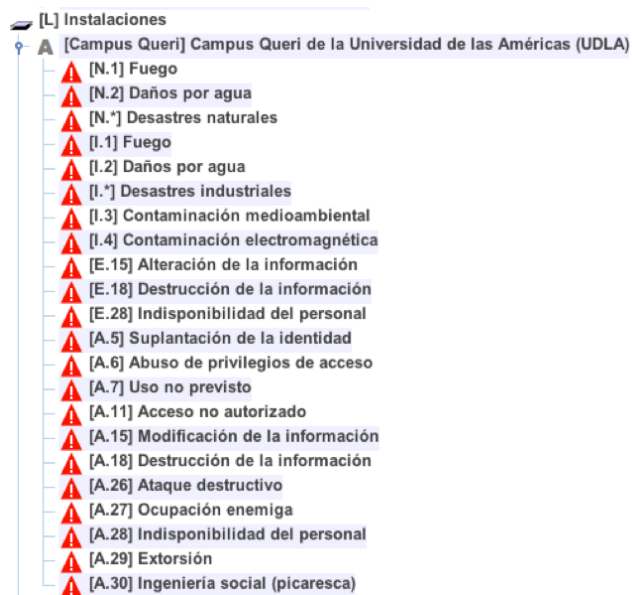 [L] Instalaciones
A [Campus Queri] Campus Queri de la Universidad de las Américas (UDLA)
[N.1] Fuego
[N.2] Daños por agua
[N.*] Desastres naturales
[I.1] Fuego
[I.2] Daños por agua
[I.*] Desastres industriales
[I.3] Contaminación medioambiental
[I.4] Contaminación electromagnética
[E.15] Alteración de la información
[E.18] Destrucción de la información
[E.28] Indisponibilidad del personal
[A.5] Suplantación de la identidad
[A.6] Abuso de privilegios de acceso
[A.7] Uso no previsto
[A.11] Acceso no autorizado
[A.15] Modificación de la información
[A.18] Destrucción de la información
[A.26] Ataque destructivo
[A.27] Ocupación enemiga
[A.28] Indisponibilidad del personal
[A.29] Extorsión
[A.30] Ingeniería social (picaresca)